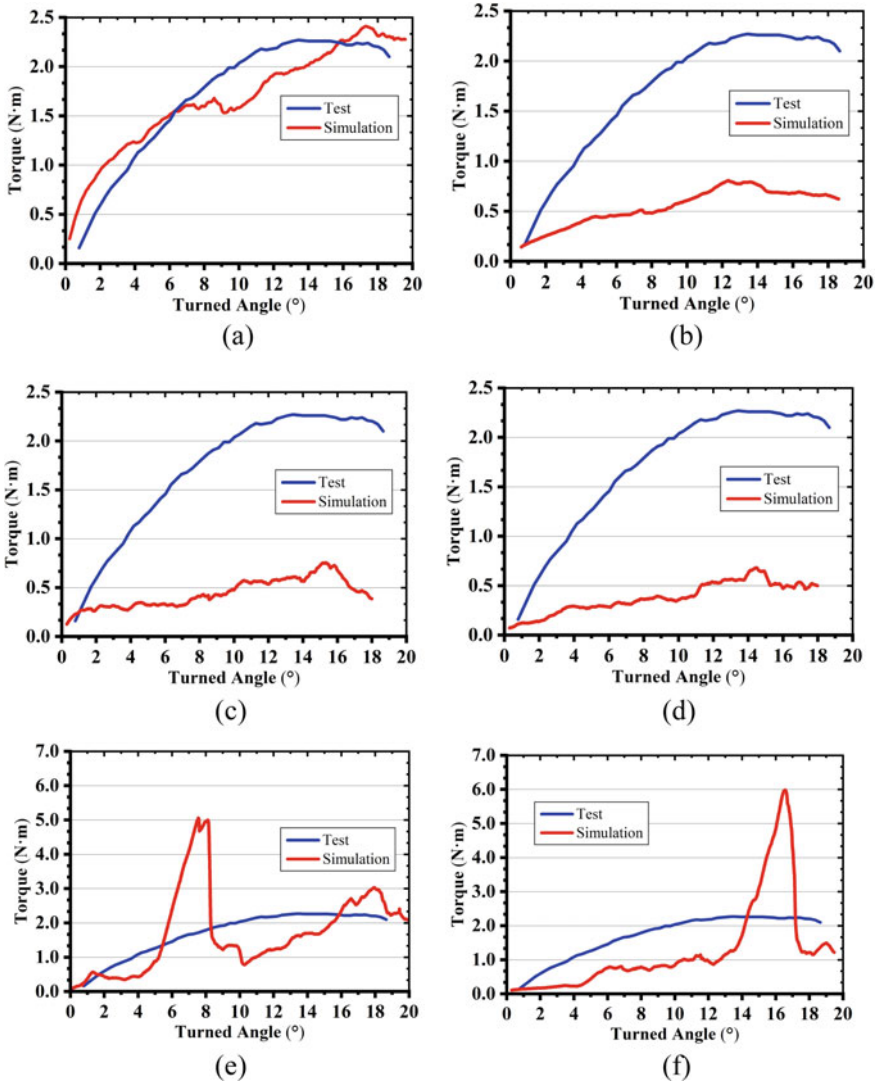 2.5
2.0
1.5
1.0
0.5
0.0
Torque (N·m)
Test
Simulation
0 2 4 6 8 10 12 14 16 18 20
Turned Angle (°)
(a)
2.5
2.0
1.5
1.0
0.5
0.0
Torque (N·m)
Test
Simulation
0 2 4 6 8 10 12 14 16 18 20
Turned Angle (°)
(b)
2.5
2.0
1.5
1.0
0.5
0.0
Torque (N·m)
Test
Simulation
0 2 4 6 8 10 12 14 16 18 20
Turned Angle (°)
(c)
2.5
2.0
1.5
1.0
0.5
0.0
Torque (N·m)
Test
Simulation
0 2 4 6 8 10 12 14 16 18 20
Turned Angle (°)
(d)
7.0
6.0
5.0
4.0
3.0
2.0
1.0
0.0
Torque (N·m)
Test
Simulation
0 2 4 6 8 10 12 14 16 18 20
Turned Angle (°)
(e)
7.0
6.0
5.0
4.0
3.0
2.0
1.0
0.0
Torque (N·m)
Test
Simulation
0 2 4 6 8 10 12 14 16 18 20
Turned Angle (°)
(f)